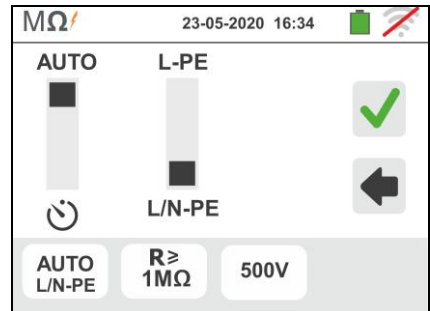 MΩ 23-05-2020 16:34
AUTO L-PE
L/N-PE
AUTO R≥ 500V
L/N-PE 1MΩ